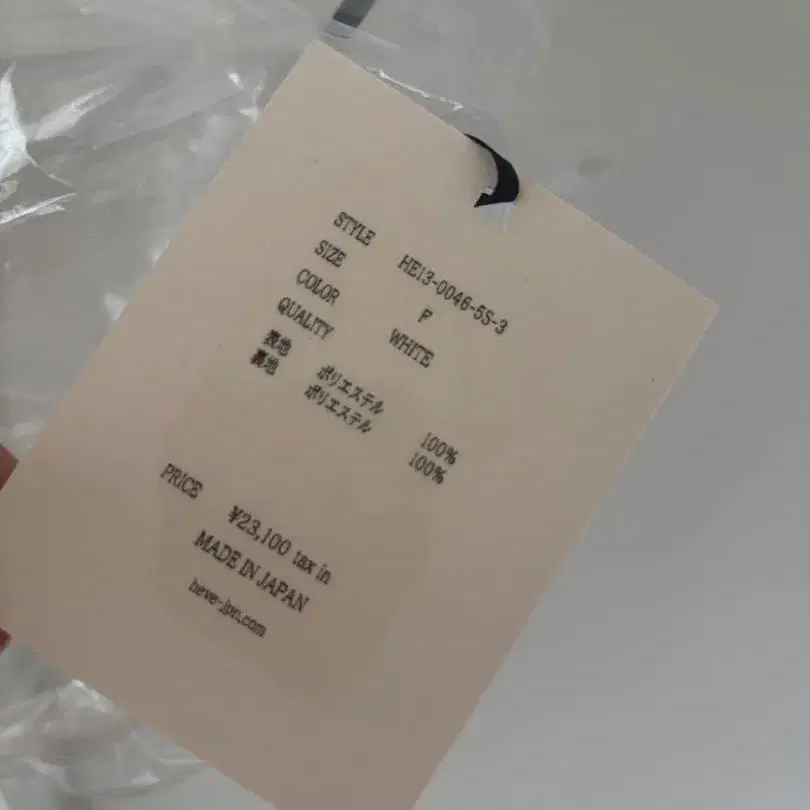 STYLE HE13-0046-5S-3
SIZE F
COLOR WHITE
QUALITY
表地 ポリエステル 100%
裏地 ポリエステル 100%
PRICE ¥23,100 tax in
MADE IN JAPAN
heve-jpn.com